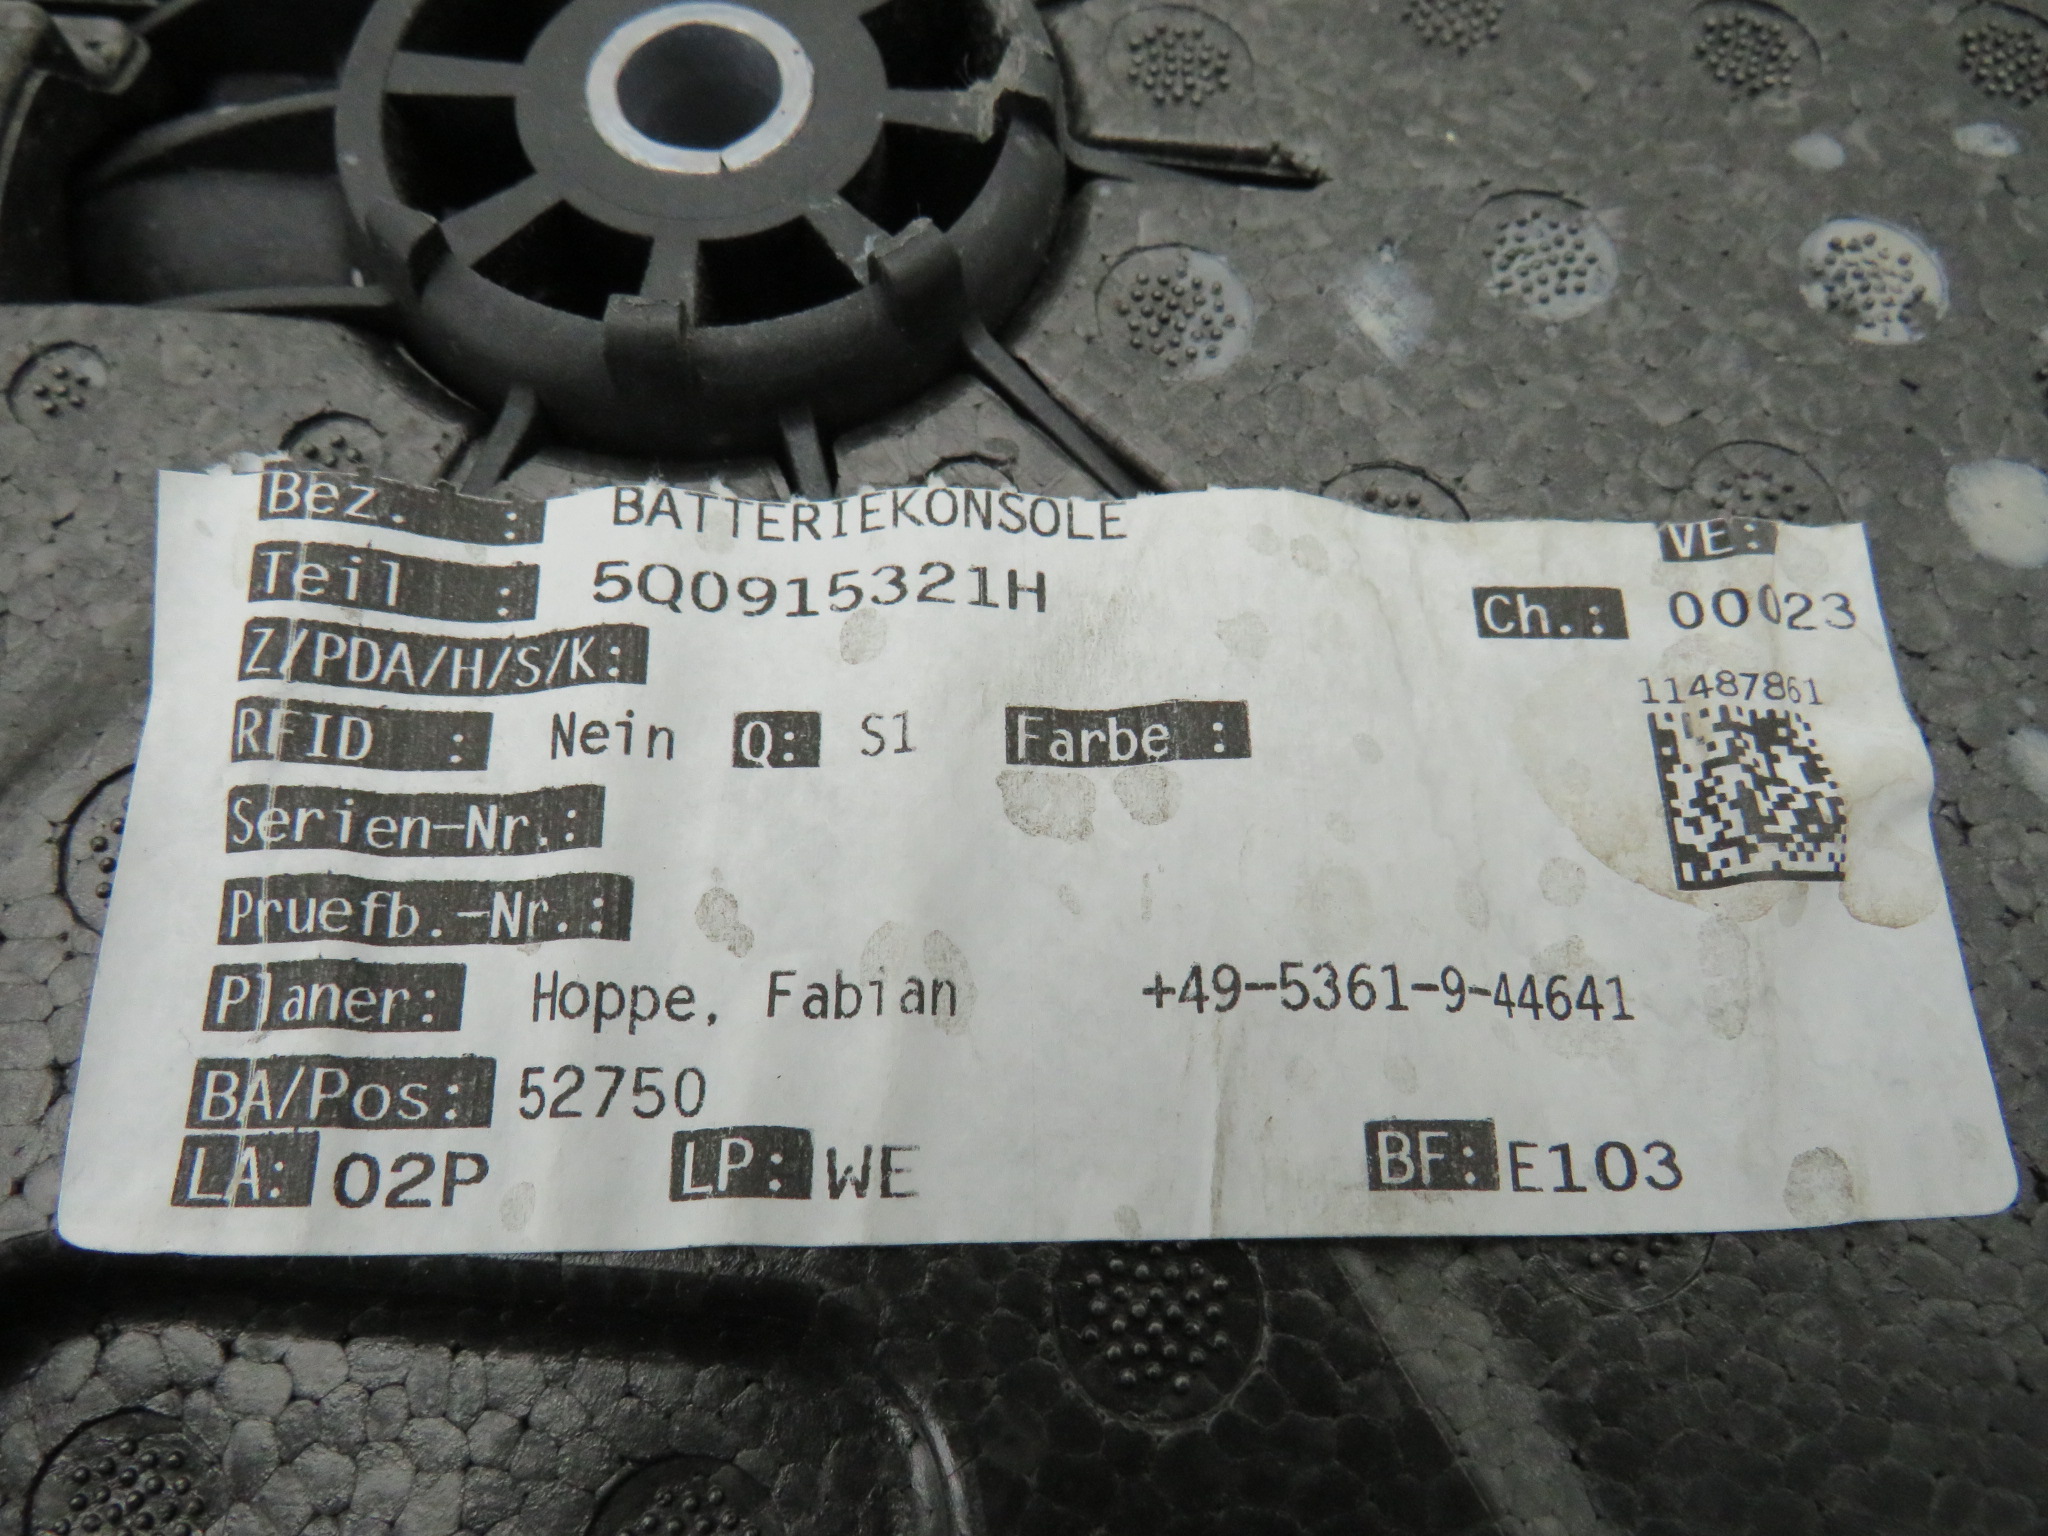 Bez. : BATTERIEKONSOLE VE:
Teil : 5Q0915321H Ch.: 00023
Z/PDA/H/S/K:
11487861
RFID : Nein Q: S1 Farbe :
Serien-Nr.:
Pruefb.-Nr.:
Planer: Hoppe, Fabian +49-5361-9-44641
BA/Pos: 52750
LA: 02P LP: WE BF: E103